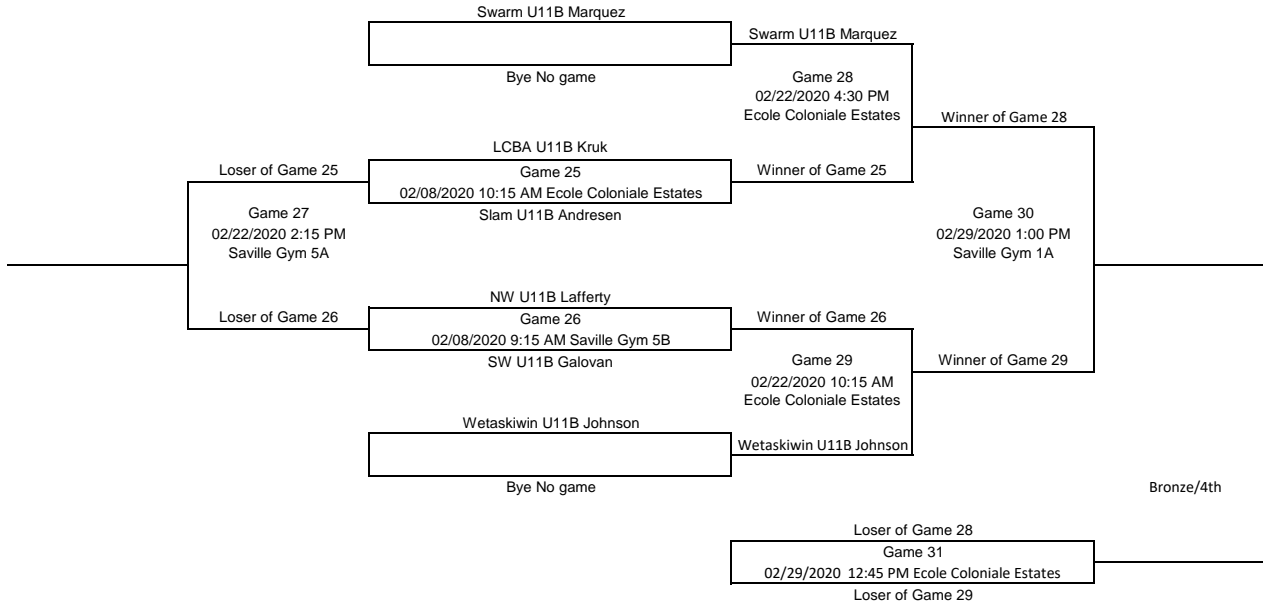 Swarm U11B Marquez
Swarm U11B Marquez
Bye No game
Game 28
02/22/2020 4:30 PM
Ecole Coloniale Estates
Winner of Game 28
LCBA U11B Kruk
Loser of Game 25
Game 25
Winner of Game 25
02/08/2020 10:15 AM Ecole Coloniale Estates
Slam U11B Andresen
Game 27
02/22/2020 2:15 PM
Saville Gym 5A
Game 30
02/29/2020 1:00 PM
Saville Gym 1A
NW U11B Lafferty
Loser of Game 26
Game 26
Winner of Game 26
02/08/2020 9:15 AM Saville Gym 5B
SW U11B Galovan
Game 29
02/22/2020 10:15 AM
Ecole Coloniale Estates
Winner of Game 29
Wetaskiwin U11B Johnson
Wetaskiwin U11B Johnson
Bye No game
Bronze/4th
Loser of Game 28
Game 31
02/29/2020 12:45 PM Ecole Coloniale Estates
Loser of Game 29